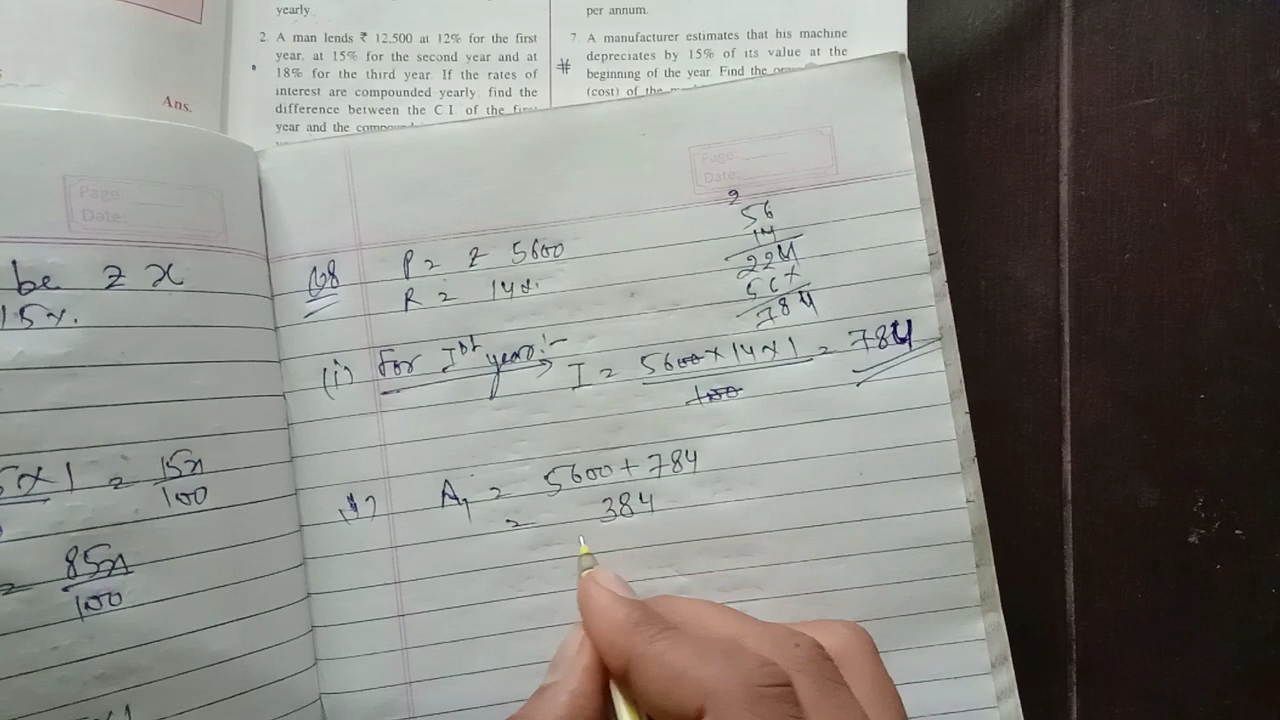 yearly.
2. A man lends ₹ 12,500 at 12% for the first
year, at 15% for the second year and at
18% for the third year. If the rates of
interest are compounded yearly. find the
difference between the C.I. of the first
year and the
per annum.
7. A manufacturer estimates that his machine
# depreciates by 15% of its value at the
beginning of the year. Find the
(cost) of the
Ans.
Page:
Date:
be ₹ x
15%.
x 1 = 15x
100
= 85x
100
Page:
Date:
Q8 P = ₹ 5600
R = 14%.
2
56
14
224
56x
784
(i) For Ist year:- I = 5600 x 14 x 1 = 784
100
A1 = 5600 + 784
= 384